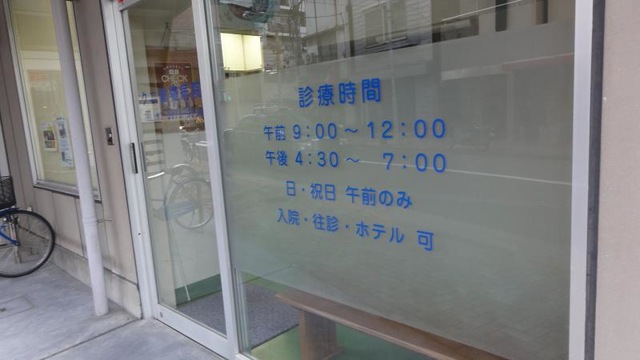 診療時間
午前 9:00～12:00
午後 4:30～ 7:00
日・祝日 午前のみ
入院・往診・ホテル 可
CHECK